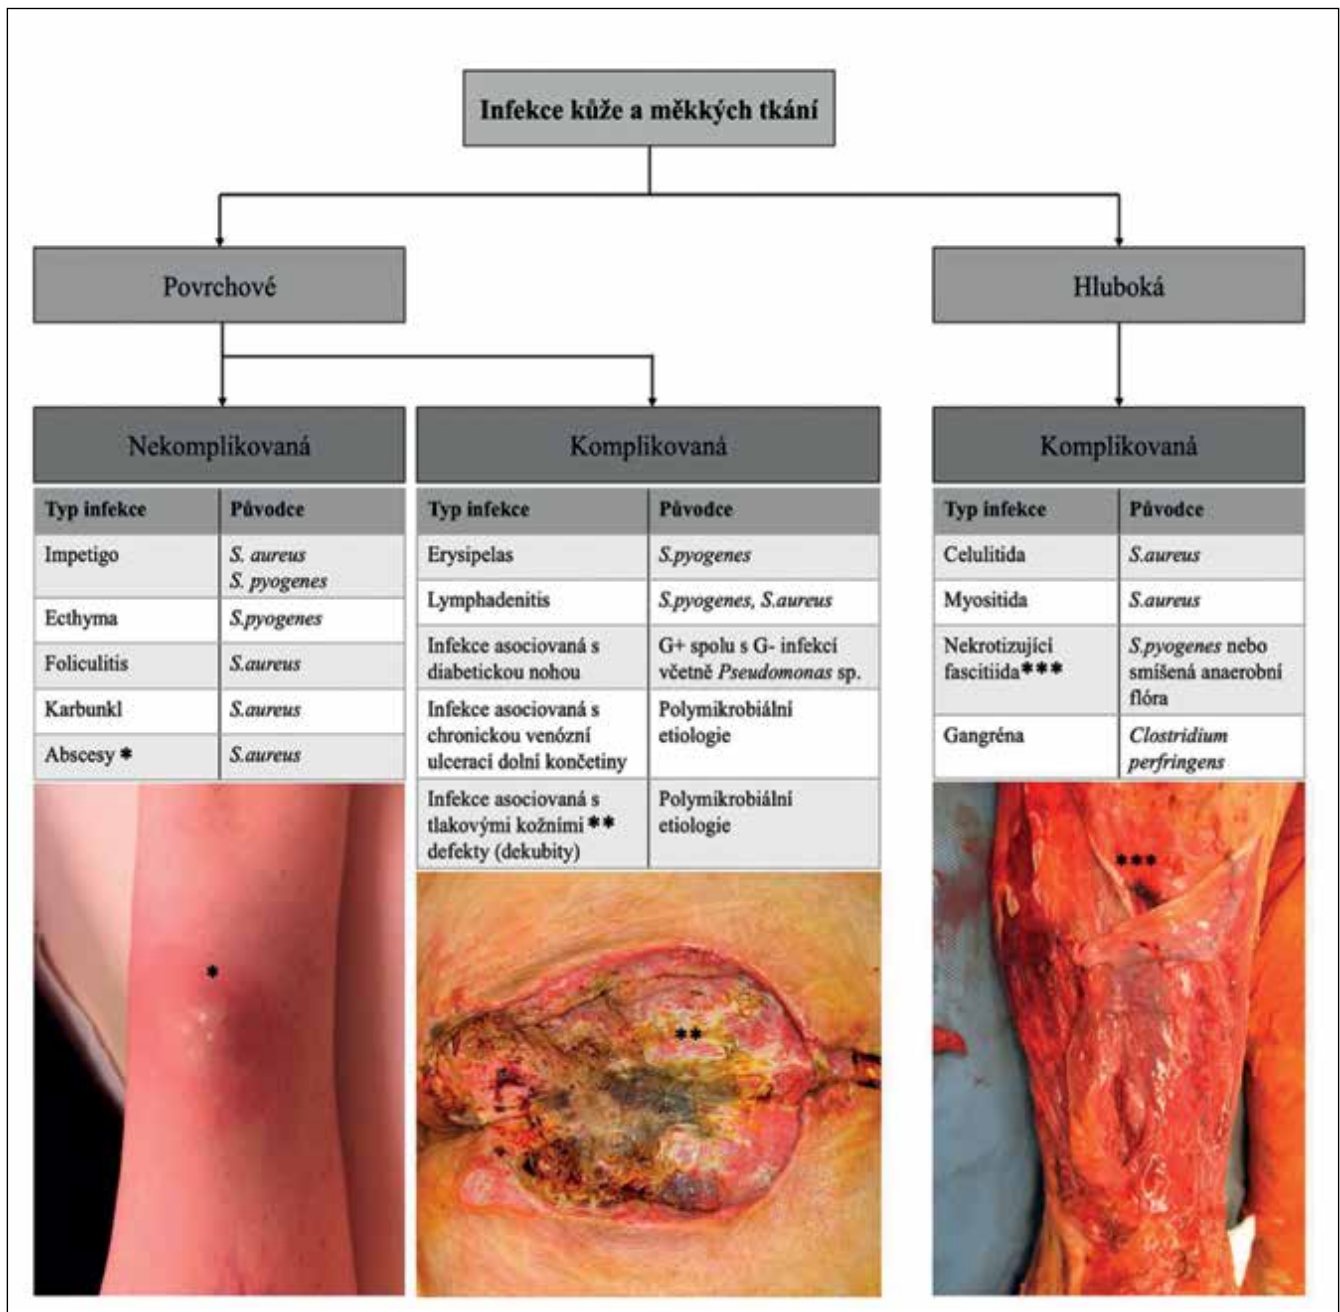 Infekce kůže a měkkých tkání
Povrchové
Hluboká
Nekomplikovaná
Typ infekce Původce
Impetigo S. aureus
S. pyogenes
Ecthyma S.pyogenes
Foliculitis S.aureus
Karbunkl S.aureus
Abscesy * S.aureus
*
Komplikovaná
Typ infekce Původce
Erysipelas S.pyogenes
Lymphadenitis S.pyogenes, S.aureus
Infekce asociovaná s G+ spolu s G- infekcí
diabetickou nohou včetně Pseudomonas sp.
Infekce asociovaná s Polymikrobiální
chronickou venózní etiologie
ulcerací dolní končetiny
Infekce asociovaná s Polymikrobiální
tlakovými kožními ** etiologie
defekty (dekubity)
**
Komplikovaná
Typ infekce Původce
Celulitida S.aureus
Myositida S.aureus
Nekrotizující S.pyogenes nebo
fascitiida*** smíšená anaerobní
flóra
Gangréna Clostridium
perfringens
***